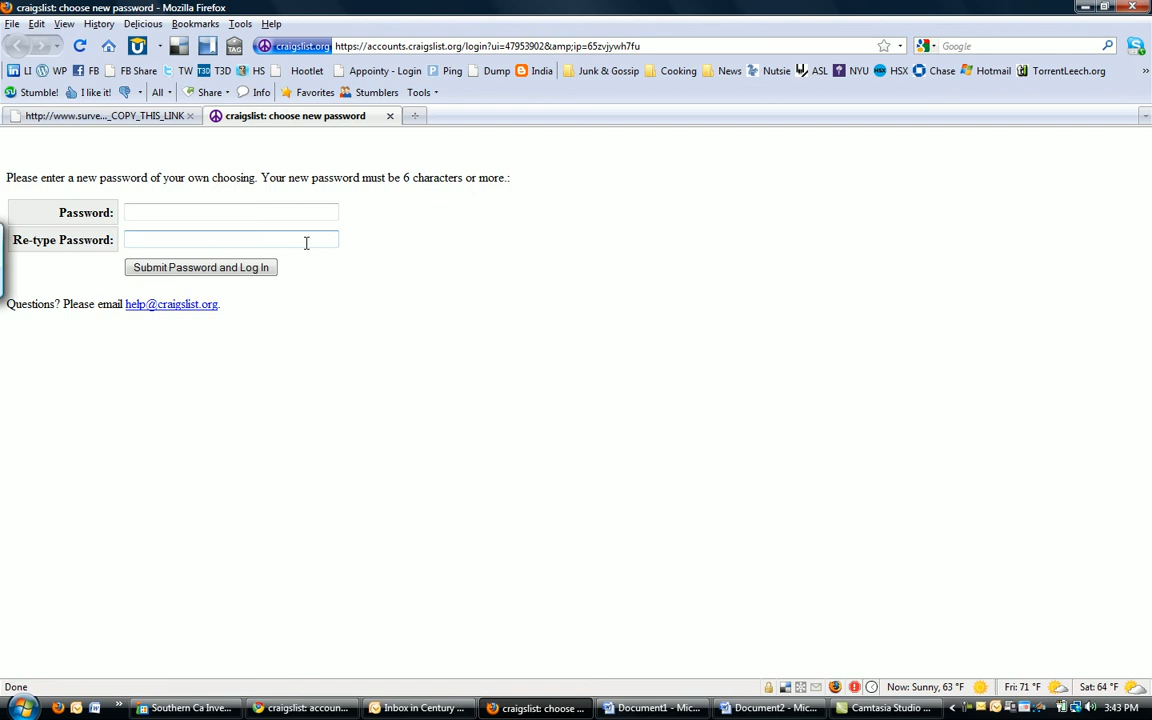 craigslist: choose new password - Mozilla Firefox
File Edit View History Delicious Bookmarks Tools Help
craigslist.org https://accounts.craigslist.org/login?ui=47953902&amp;ip=65zvjywh7fu Google
LI WP FB FB Share TW T3D HS Hootlet Appointy - Login Ping Dump India Junk & Gossip Cooking News Nutsie ASL NYU HSX Chase Hotmail TorrentLeech.org »
Stumble! I like it! All Share Info Favorites Stumblers Tools
http://www.surve..._COPY_THIS_LINK craigslist: choose new password
Please enter a new password of your own choosing. Your new password must be 6 characters or more.:
Password:
Re-type Password:
Submit Password and Log In
Questions? Please email help@craigslist.org.
Done Now: Sunny, 63 °F Fri: 71 °F Sat: 64 °F
Southern Ca Inve... craigslist: accoun... Inbox in Century ... craigslist: choose ... Document1 - Mic... Document2 - Mic... Camtasia Studio ... 3:43 PM